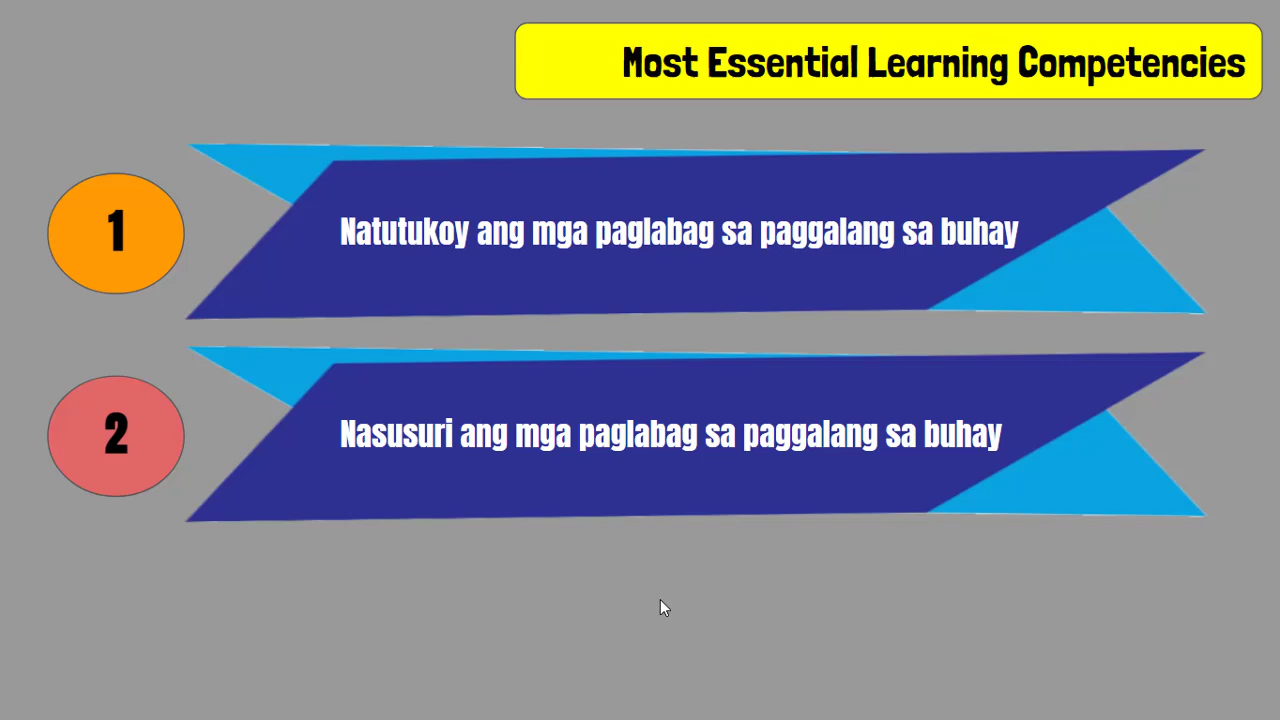 Most Essential Learning Competencies
1
Natutukoy ang mga paglabag sa paggalang sa buhay
2
Nasusuri ang mga paglabag sa paggalang sa buhay